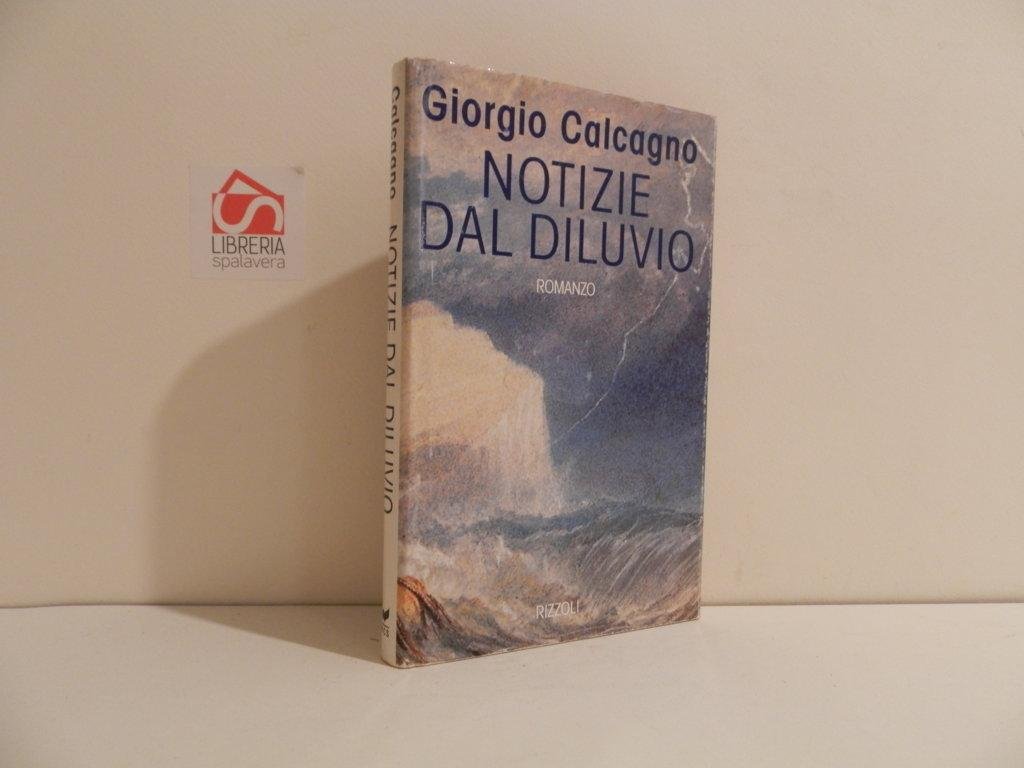 Giorgio Calcagno
NOTIZIE
DAL DILUVIO
ROMANZO
RIZZOLI
Calcagno NOTIZIE DAL DILUVIO
LIBRERIA
spalavera